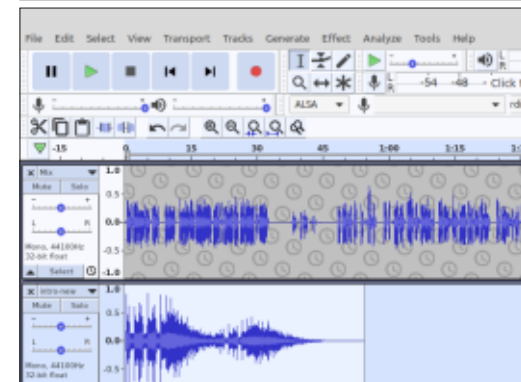 File Edit Select View Transport Tracks Generate Effect Analyze Tools Help
L
R
L
R -54 -48 - Click t
ALSA
-15 0 15 30 45 1:00 1:15
x Mix
Mute Solo
- +
L R
Mono, 44100Hz
32-bit float
Select
1.0
0.5
0.0
-0.5
-1.0
x intro-new
Mute Solo
- +
L R
Mono, 44100Hz
32-bit float
1.0
0.5
0.0
-0.5